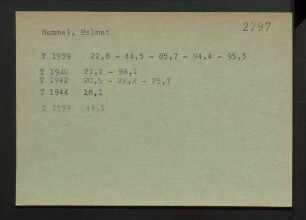 2797
Hummel, Helmut
T 1939 22,8 - 44,5 - 65,7 - 94,4 - 95,3
T 1940 21,2 - 96,1
T 1942 20,5 - 22,2 - 25,7
T 1944 18,1
S 1939 46,1